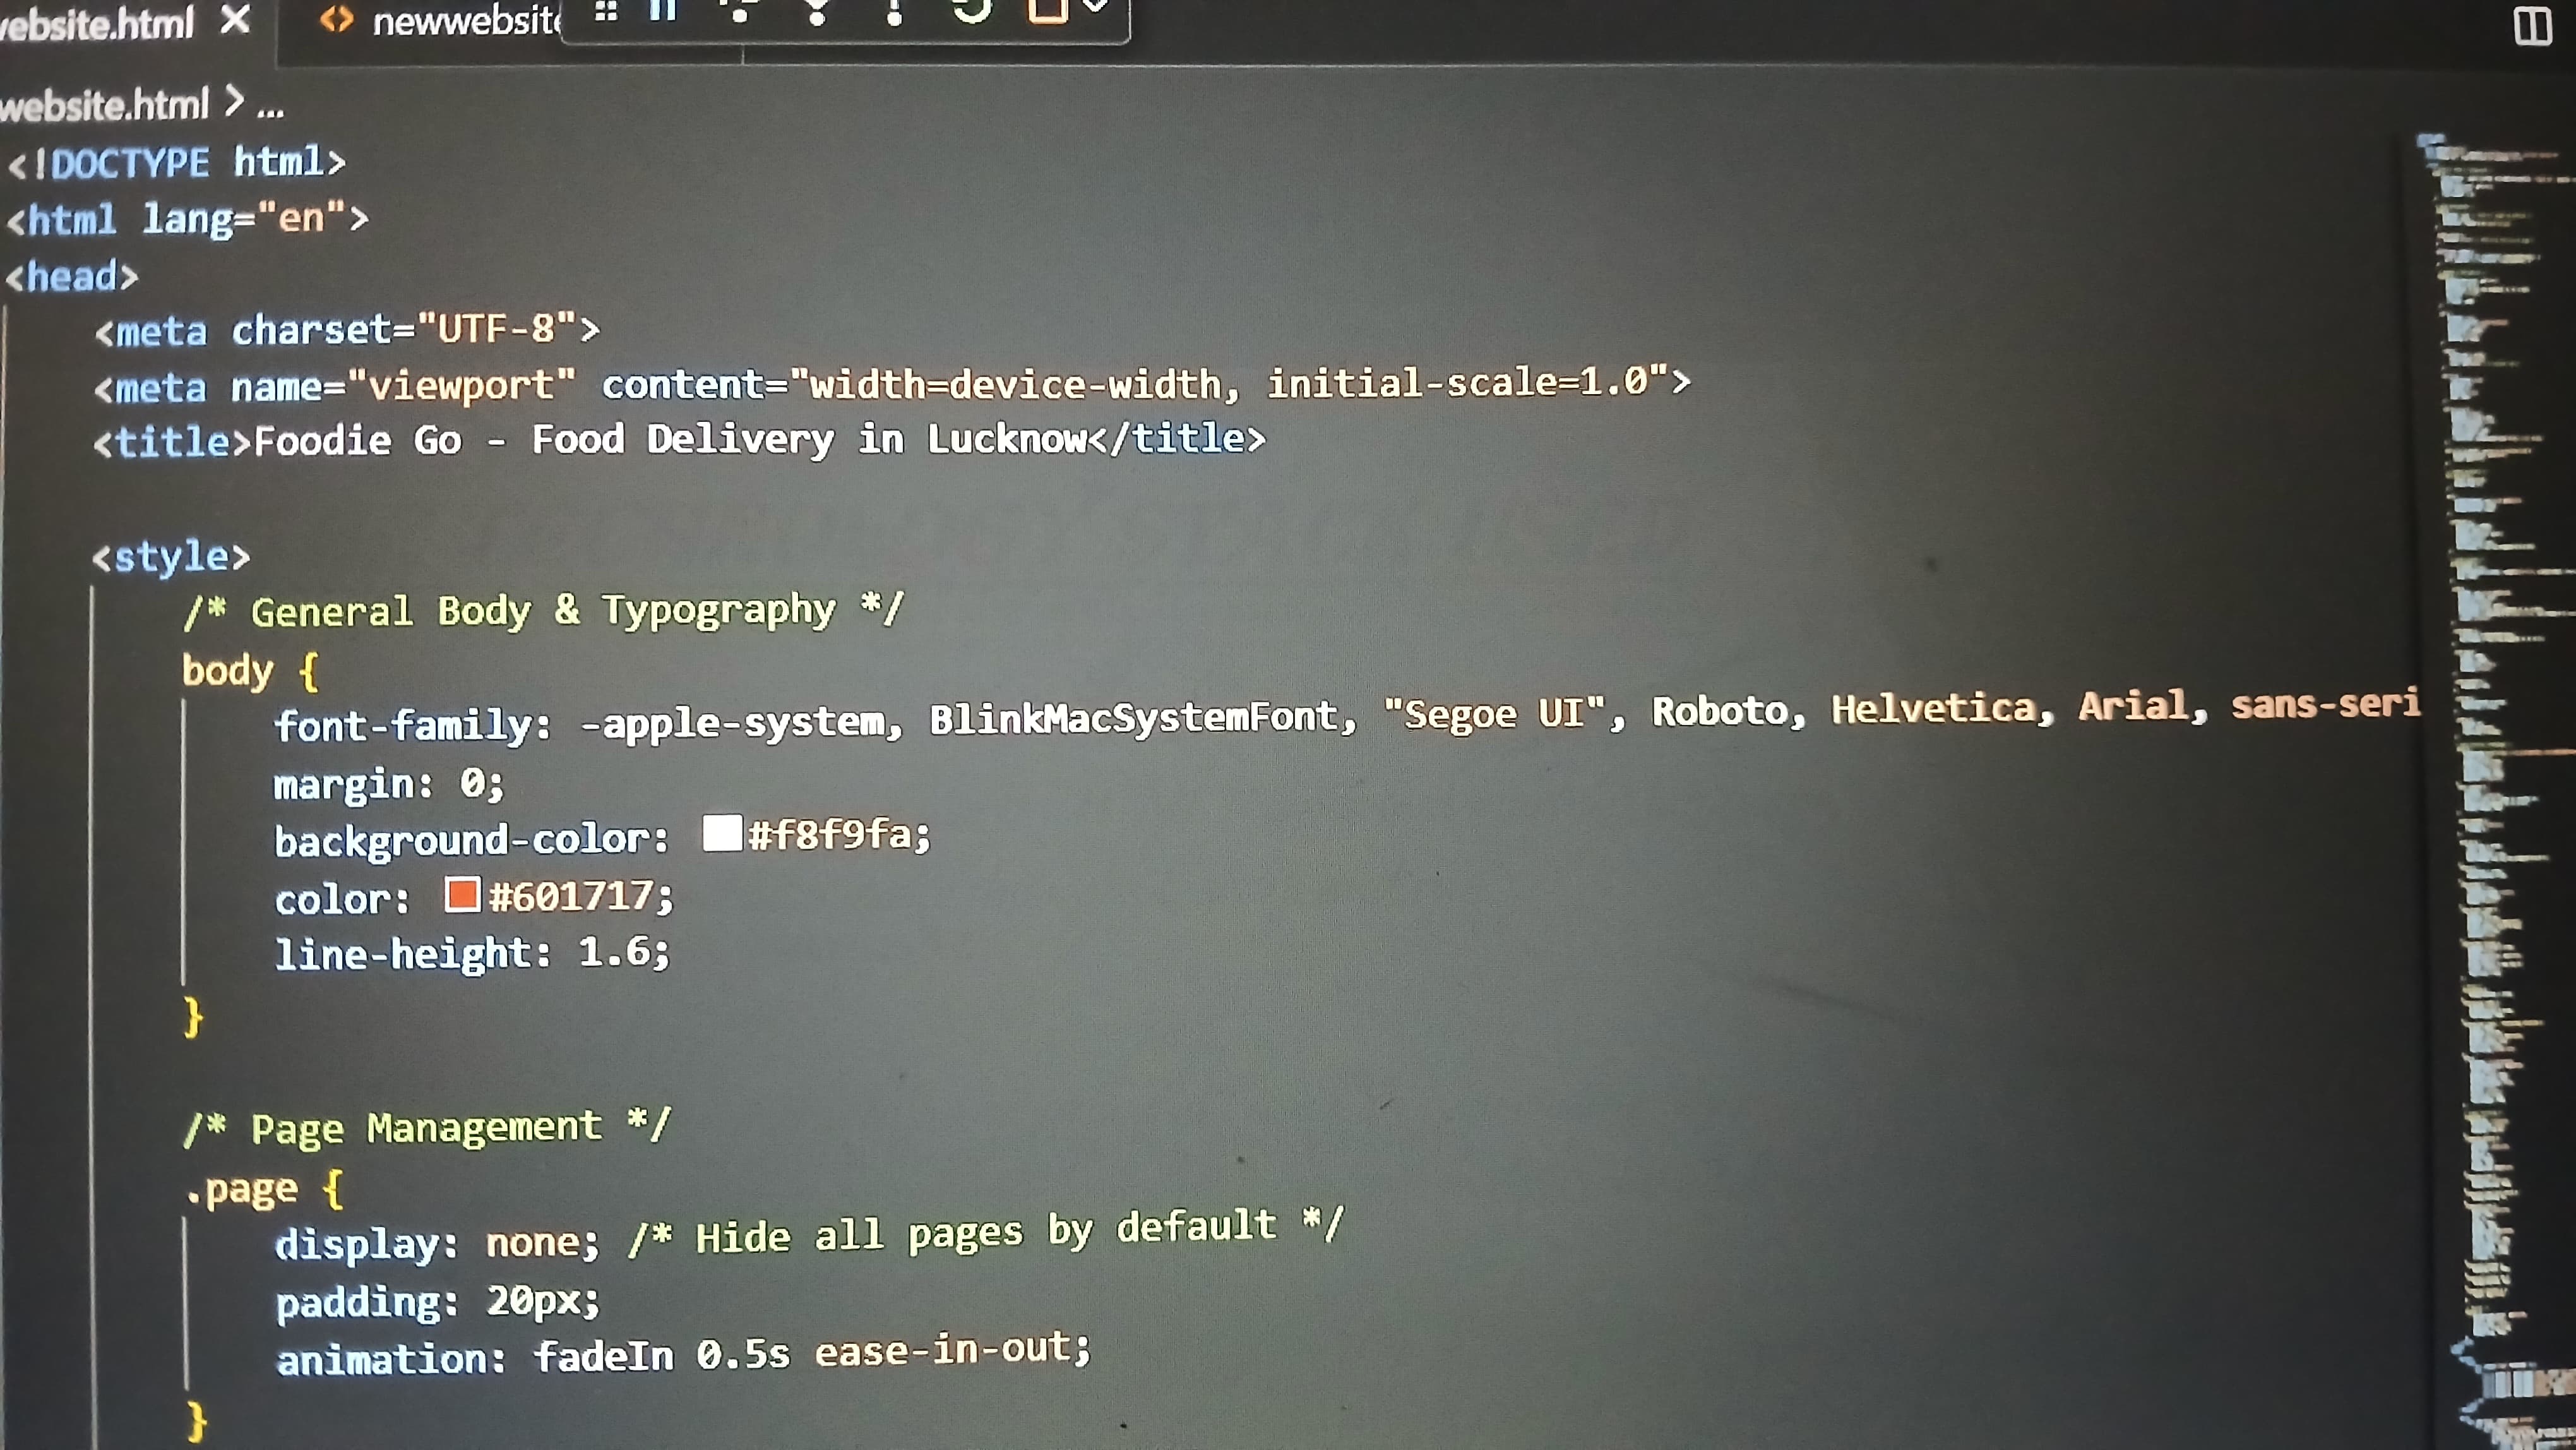 website.html
newwebsite
website.html > ...
<!DOCTYPE html>
<html lang="en">
<head>
    <meta charset="UTF-8">
    <meta name="viewport" content="width=device-width, initial-scale=1.0">
    <title>Foodie Go - Food Delivery in Lucknow</title>

    <style>
        /* General Body & Typography */
        body {
            font-family: -apple-system, BlinkMacSystemFont, "Segoe UI", Roboto, Helvetica, Arial, sans-seri
            margin: 0;
            background-color: #f8f9fa;
            color: #601717;
            line-height: 1.6;
        }

        /* Page Management */
        .page {
            display: none; /* Hide all pages by default */
            padding: 20px;
            animation: fadeIn 0.5s ease-in-out;
        }